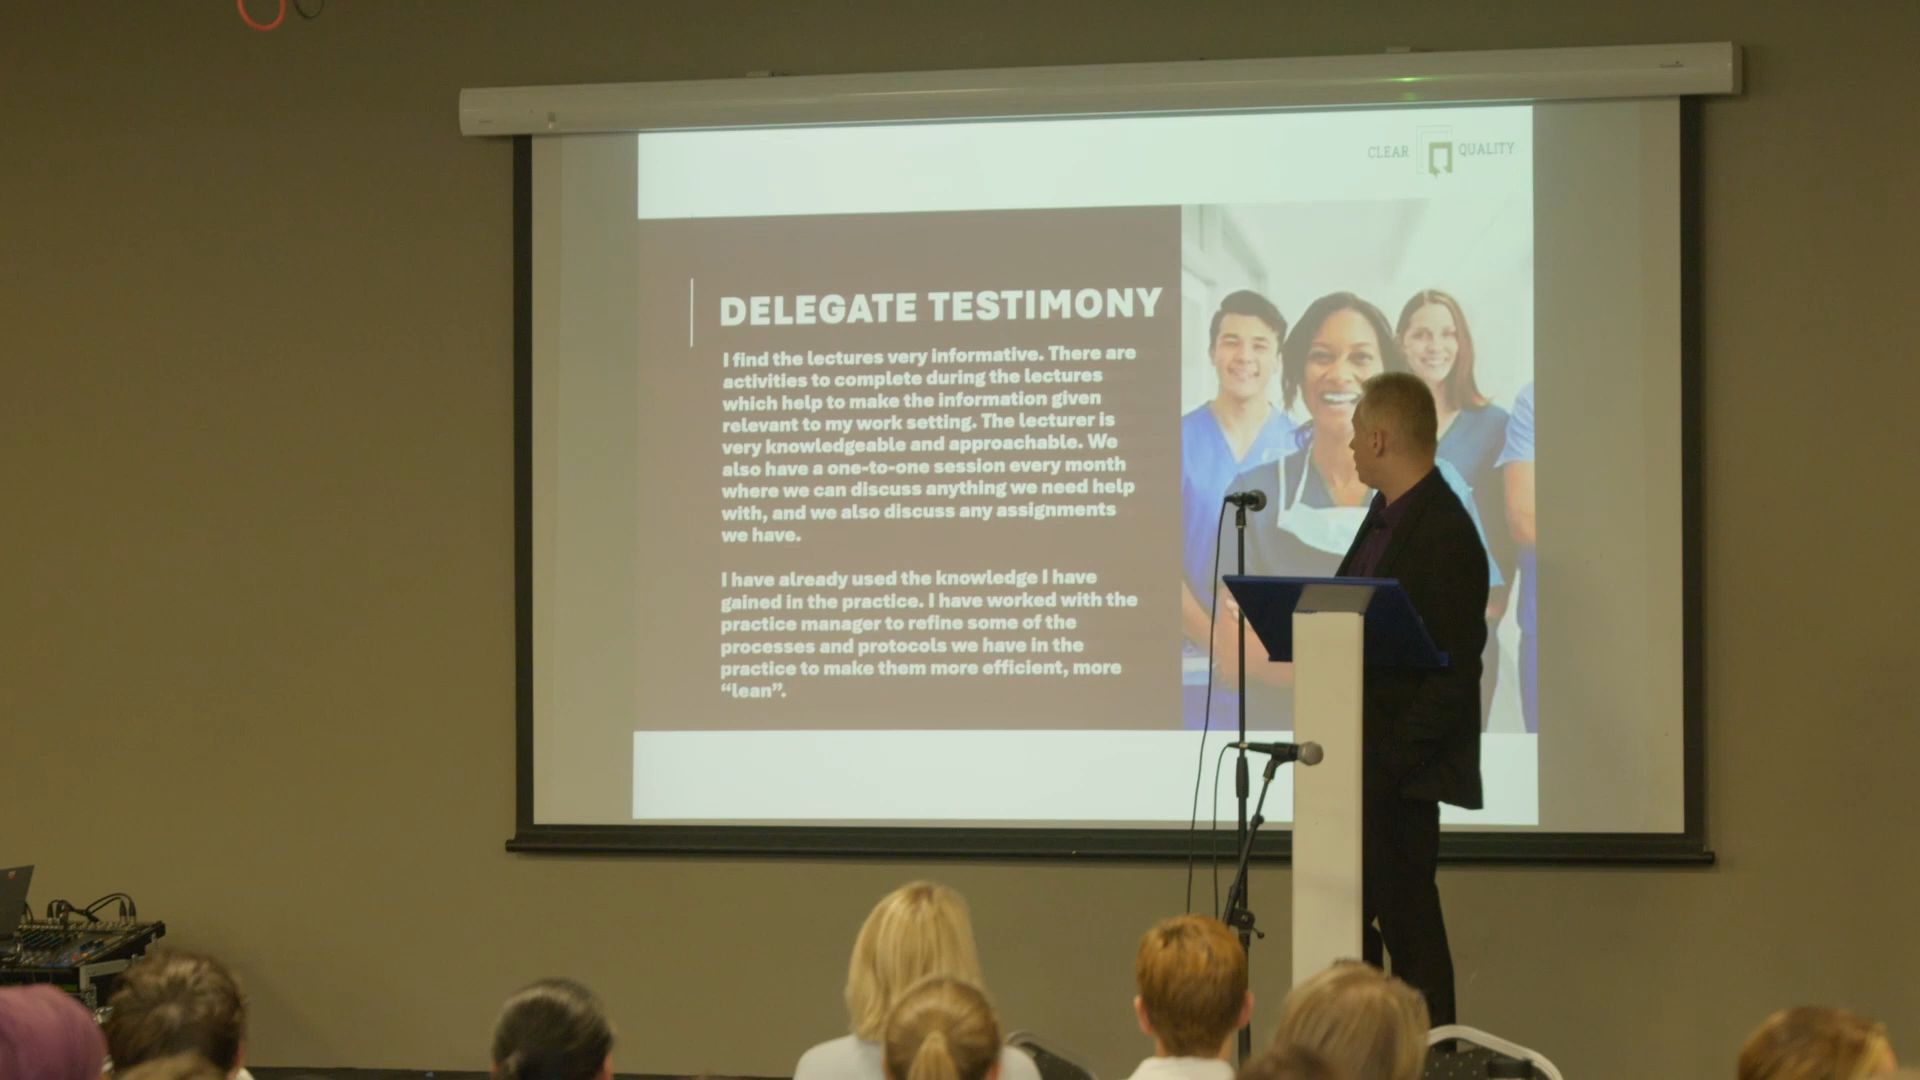 CLEAR QUALITY
DELEGATE TESTIMONY
I find the lectures very informative. There are
activities to complete during the lectures
which help to make the information given
relevant to my work setting. The lecturer is
very knowledgeable and approachable. We
also have a one-to-one session every month
where we can discuss anything we need help
with, and we also discuss any assignments
we have.
I have already used the knowledge I have
gained in the practice. I have worked with the
practice manager to refine some of the
processes and protocols we have in the
practice to make them more efficient, more
“lean”.